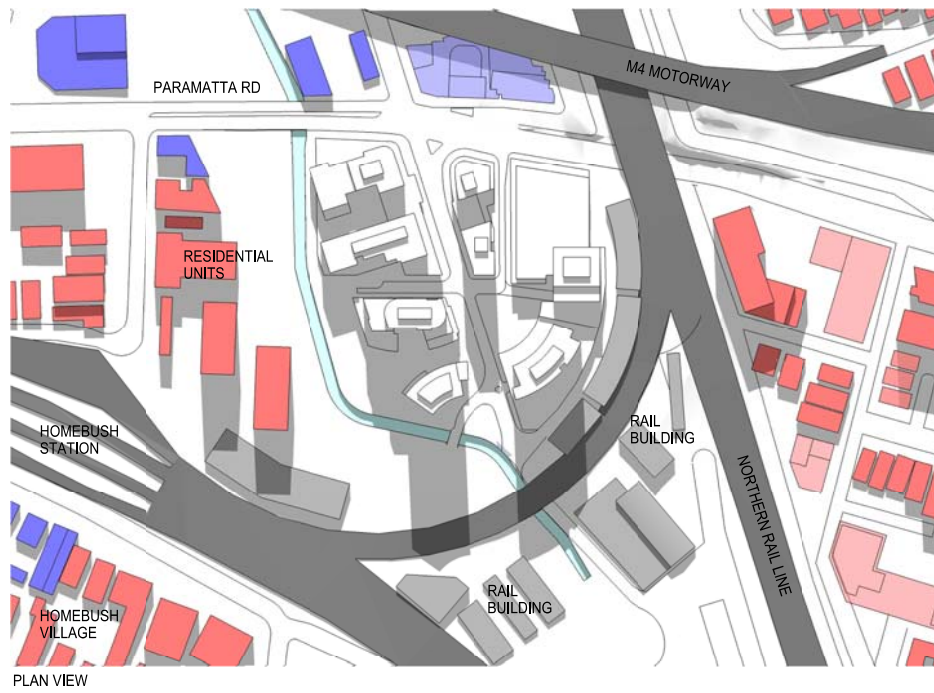 M4 MOTORWAY
PARAMATTA RD
RESIDENTIAL
UNITS
HOMEBUSH
STATION
RAIL
BUILDING
NORTHERN RAIL LINE
RAIL
BUILDING
HOMEBUSH
VILLAGE
PLAN VIEW